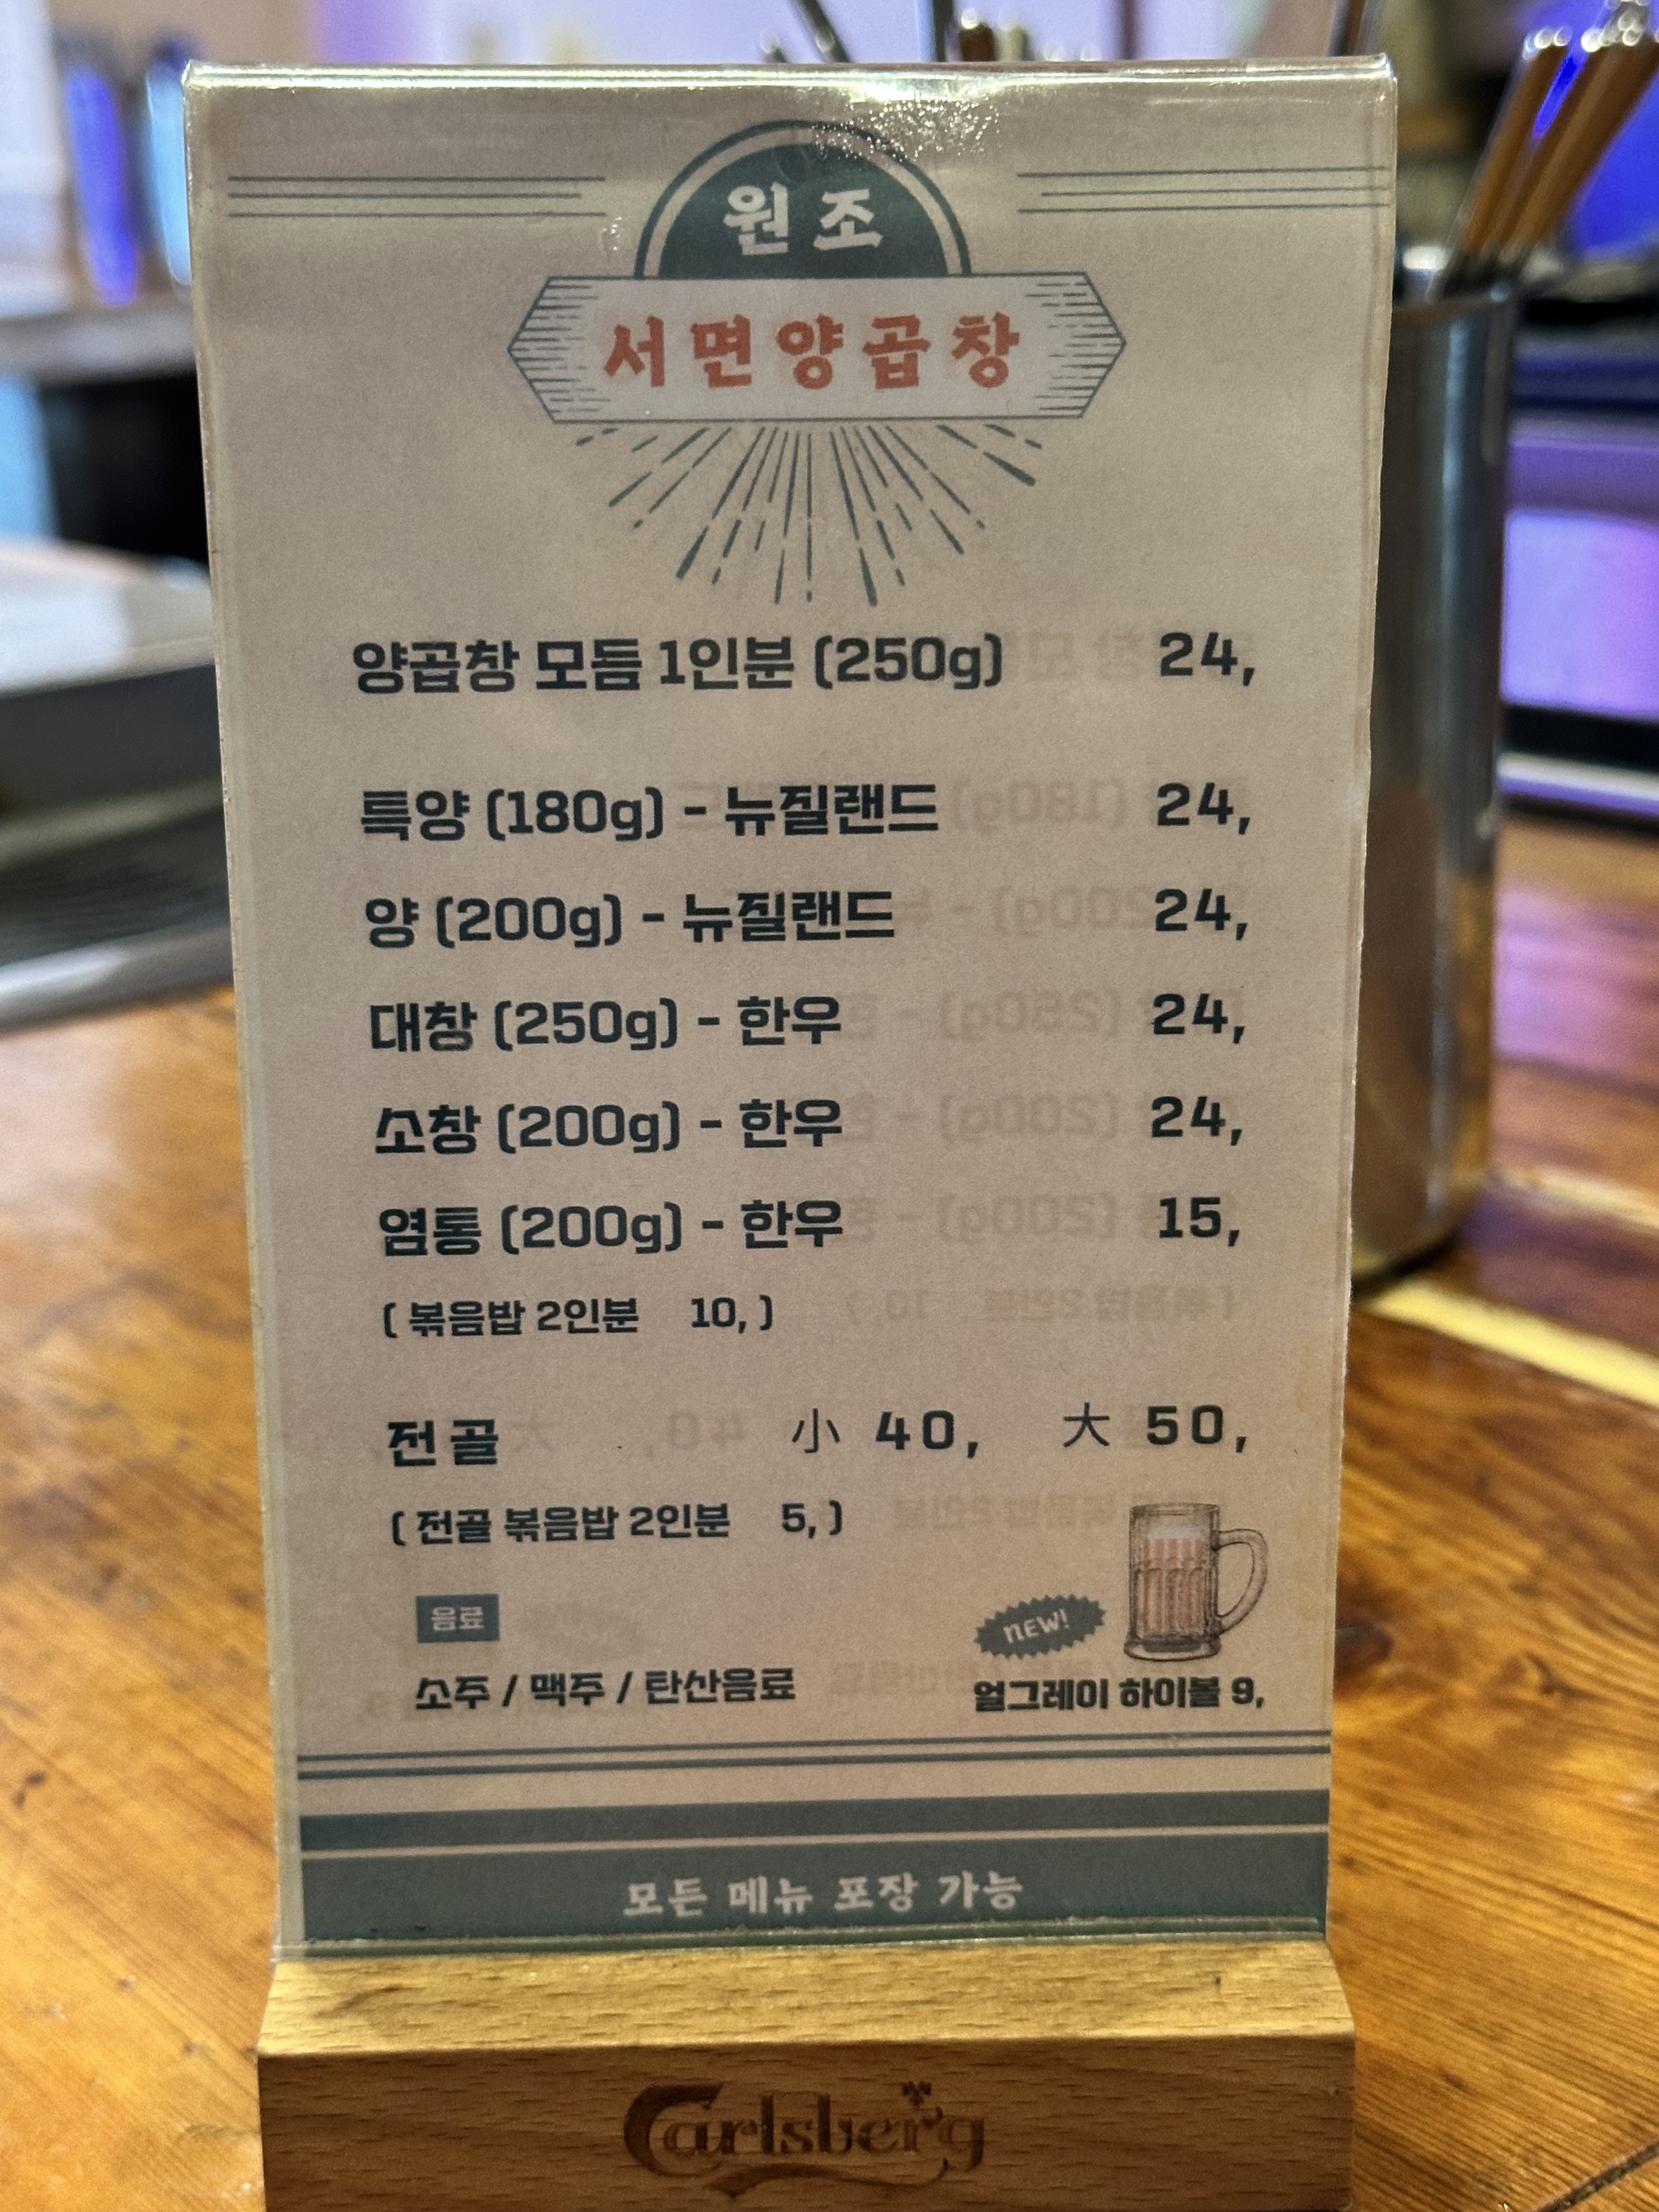 원조
서면양곱창
양곱창 모듬 1인분 (250g) 24,
특양 (180g) - 뉴질랜드 24,
양 (200g) - 뉴질랜드 24,
대창 (250g) - 한우 24,
소창 (200g) - 한우 24,
염통 (200g) - 한우 15,
( 볶음밥 2인분 10, )
전골 小 40, 大 50,
( 전골 볶음밥 2인분 5, )
음료
소주 / 맥주 / 탄산음료
NEW!
얼그레이 하이볼 9,
모든 메뉴 포장 가능
Carlsberg